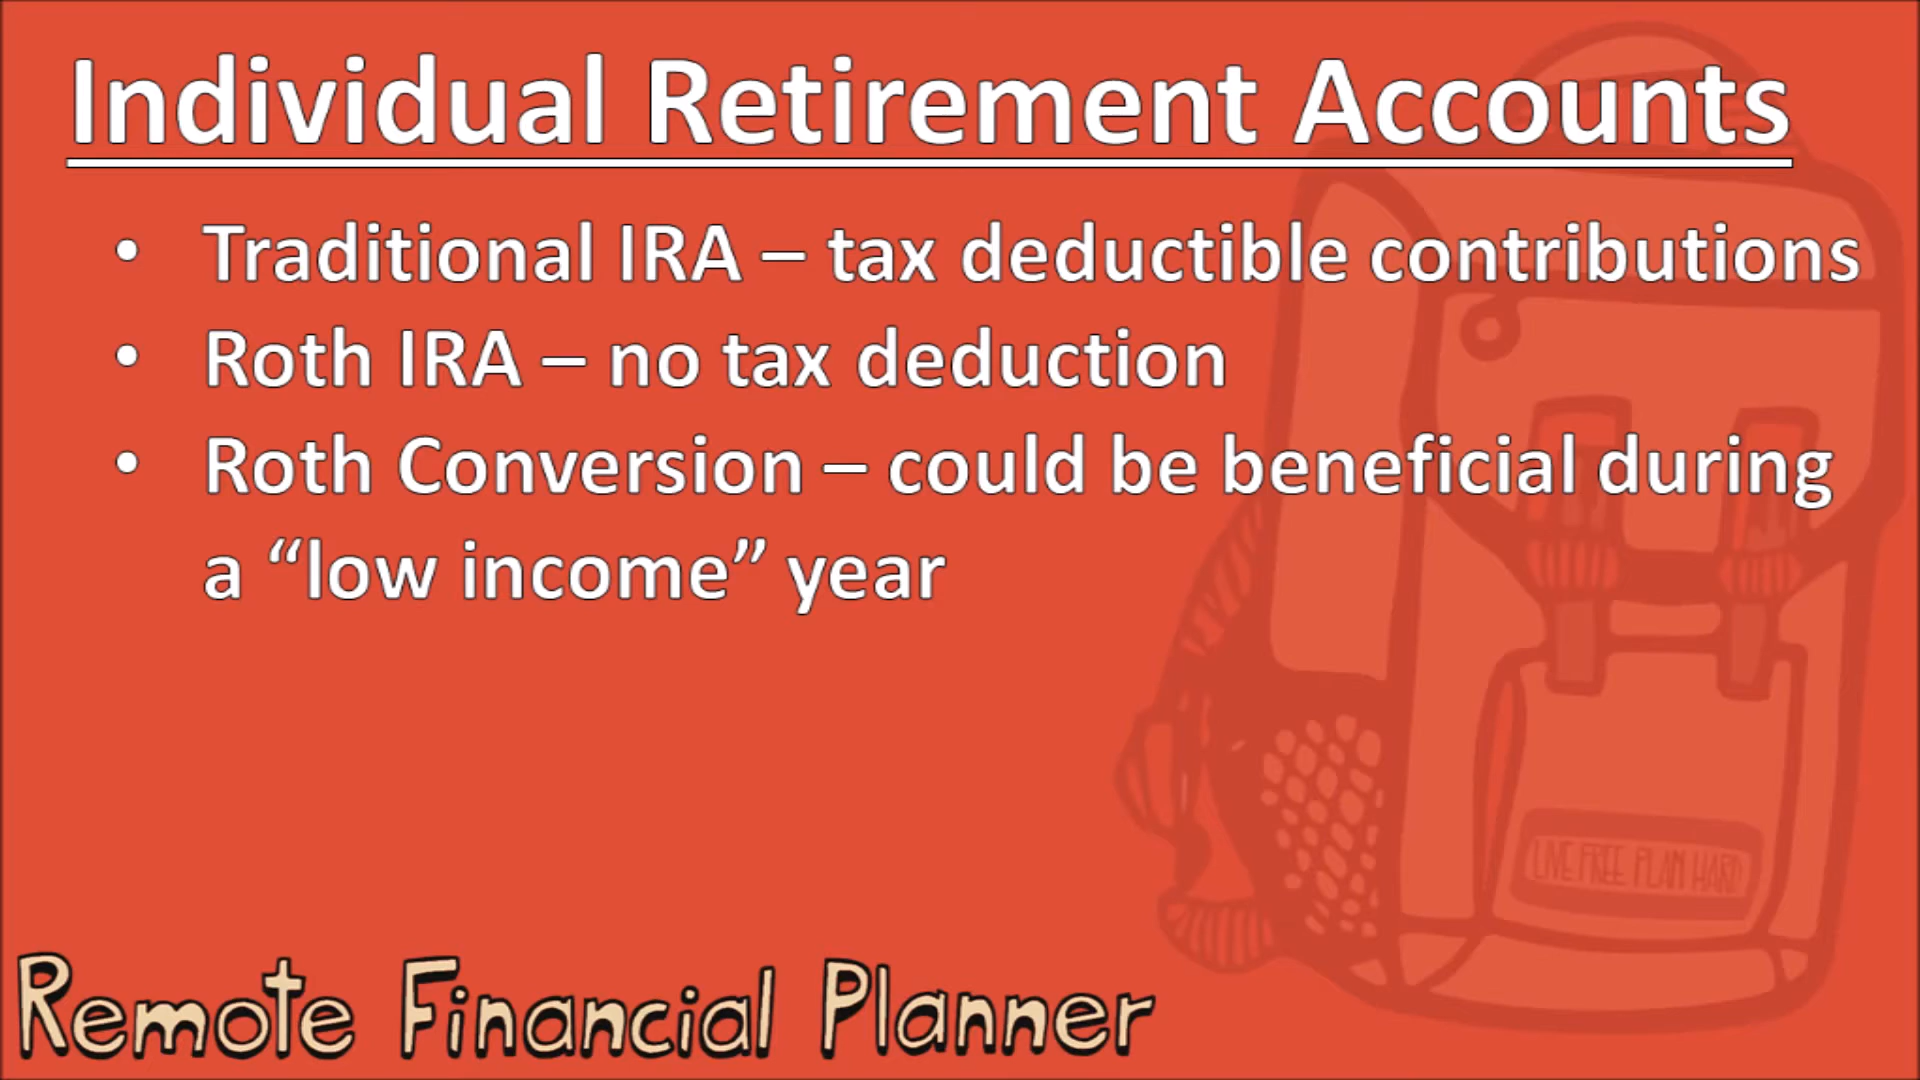 Individual Retirement Accounts
• Traditional IRA – tax deductible contributions
• Roth IRA – no tax deduction
• Roth Conversion – could be beneficial during
a “low income” year
LIVE FREE PLAN HARD
Remote Financial Planner